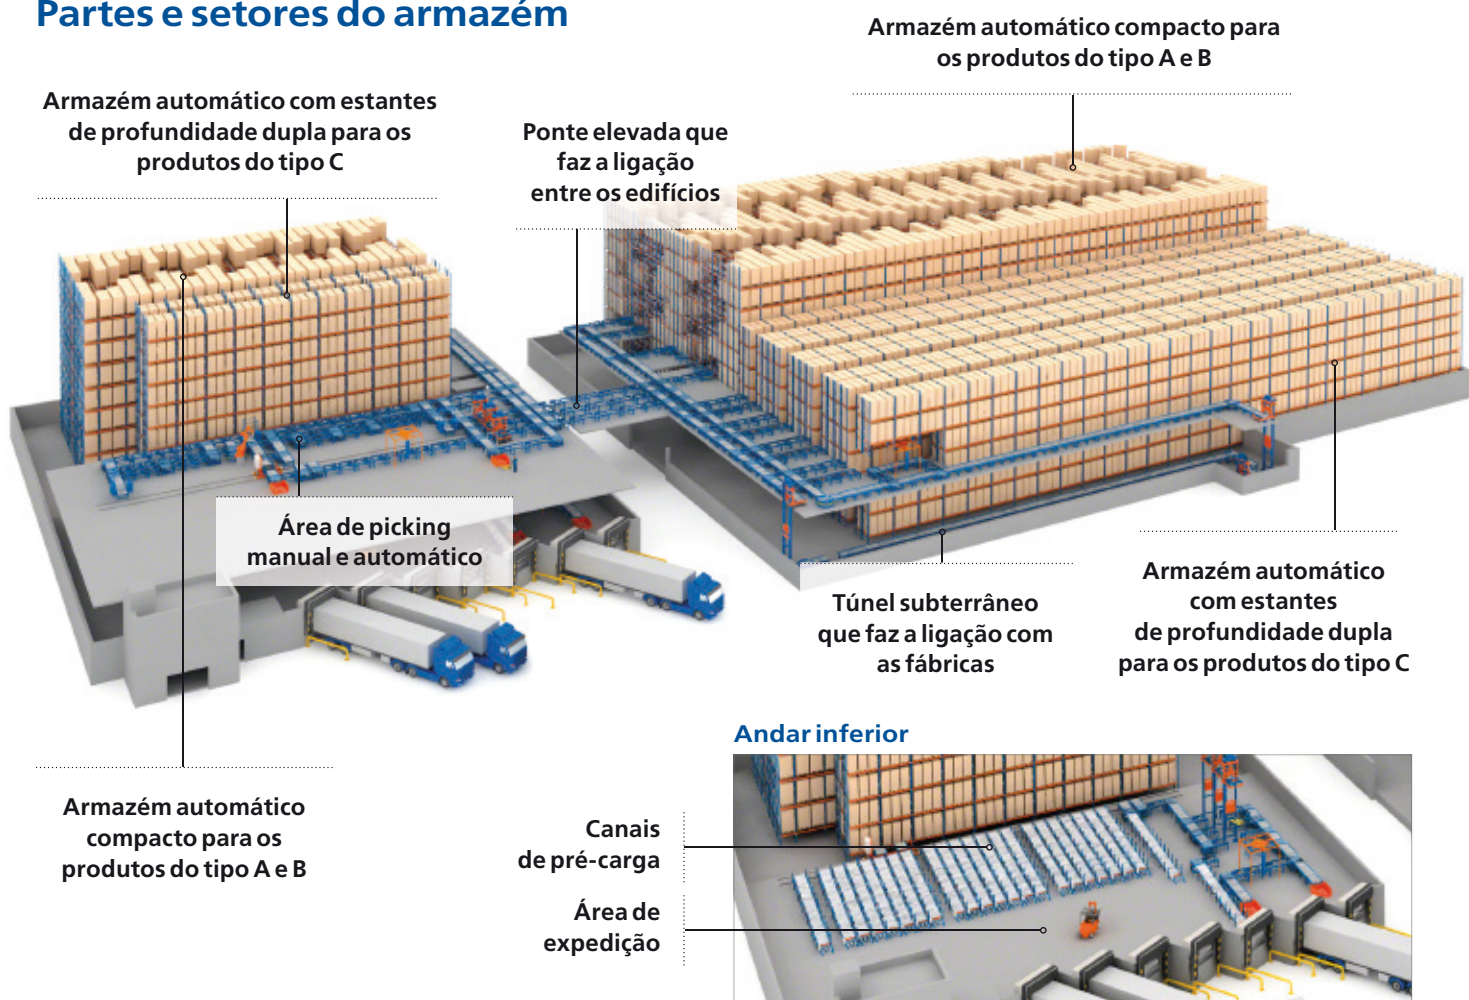 Partes e setores do armazém
Armazém automático compacto para
os produtos do tipo A e B
Armazém automático com estantes
de profundidade dupla para os
produtos do tipo C
Ponte elevada que
faz a ligação
entre os edifícios
Área de picking
manual e automático
Túnel subterrâneo
que faz a ligação com
as fábricas
Armazém automático
com estantes
de profundidade dupla
para os produtos do tipo C
Armazém automático
compacto para os
produtos do tipo A e B
Andar inferior
Canais
de pré-carga
Área de
expedição